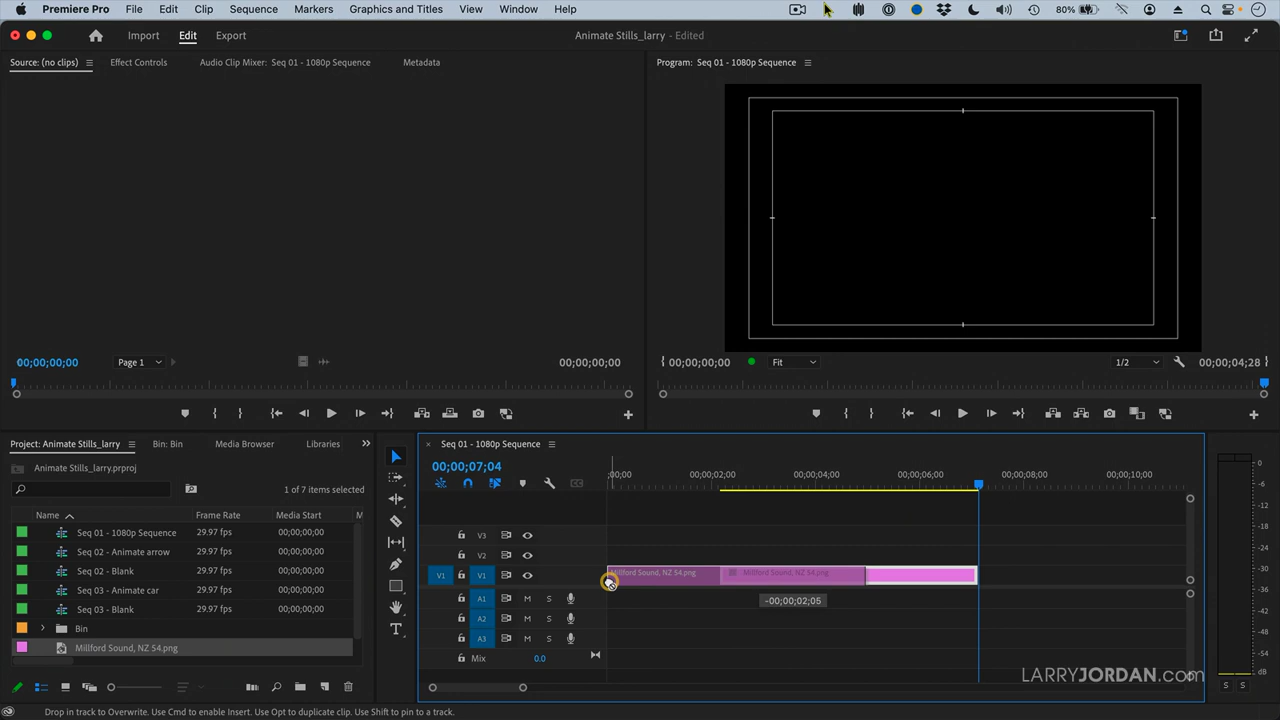 Premiere Pro File Edit Clip Sequence Markers Graphics and Titles View Window Help 80%
Import Edit Export Animate Stills_larry - Edited
Source: (no clips) Effect Controls Audio Clip Mixer: Seq 01 - 1080p Sequence Metadata Program: Seq 01 - 1080p Sequence
00;00;00;00 Page 1 00;00;00;00 00;00;00;00 Fit 1/2 00;00;04;28
Project: Animate Stills_larry Bin: Bin Media Browser Libraries Seq 01 - 1080p Sequence
Animate Stills_larry.prproj 00;00;07;04
1 of 7 items selected
;00;00 00;00;02;00 00;00;04;00 00;00;06;00 00;00;08;00 00;00;10;00
Name Frame Rate Media Start M
Seq 01 - 1080p Sequence 29.97 fps 00;00;00;00
Seq 02 - Animate arrow 29.97 fps 00;00;00;00
Seq 02 - Blank 29.97 fps 00;00;00;00
Seq 03 - Animate car 29.97 fps 00;00;00;00
Seq 03 - Blank 29.97 fps 00;00;00;00
Bin
Millford Sound, NZ 54.png
V3
V2
V1 V1 Millford Sound, NZ 54.png Millford Sound, NZ 54.png
A1 M S -00;00;02;05
A2 M S
A3 M S
Mix 0.0
0
-6
-12
-18
-24
-30
-36
-42
-48
-54
dB
S S
LARRYJORDAN.com
Drop in track to Overwrite. Use Cmd to enable Insert. Use Opt to duplicate clip. Use Shift to pin to a track.